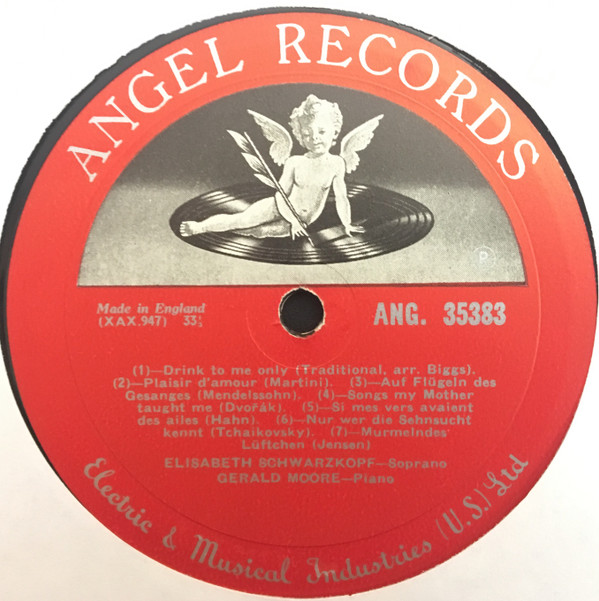 ANGEL RECORDS
Ⓟ
Made in England
(XAX.947) 33⅓
ANG. 35383
(1)—Drink to me only (Traditional, arr. Biggs).
(2)—Plaisir d'amour (Martini). (3)—Auf Flügeln des
Gesanges (Mendelssohn). (4)—Songs my Mother
taught me (Dvořák). (5)—Si mes vers avaient
des ailes (Hahn). (6)—Nur wer die Sehnsucht
kennt (Tchaikovsky). (7)—Murmelndes
Lüftchen (Jensen)
ELISABETH SCHWARZKOPF—Soprano
GERALD MOORE—Piano
Electric & Musical Industries (U.S.) Ltd